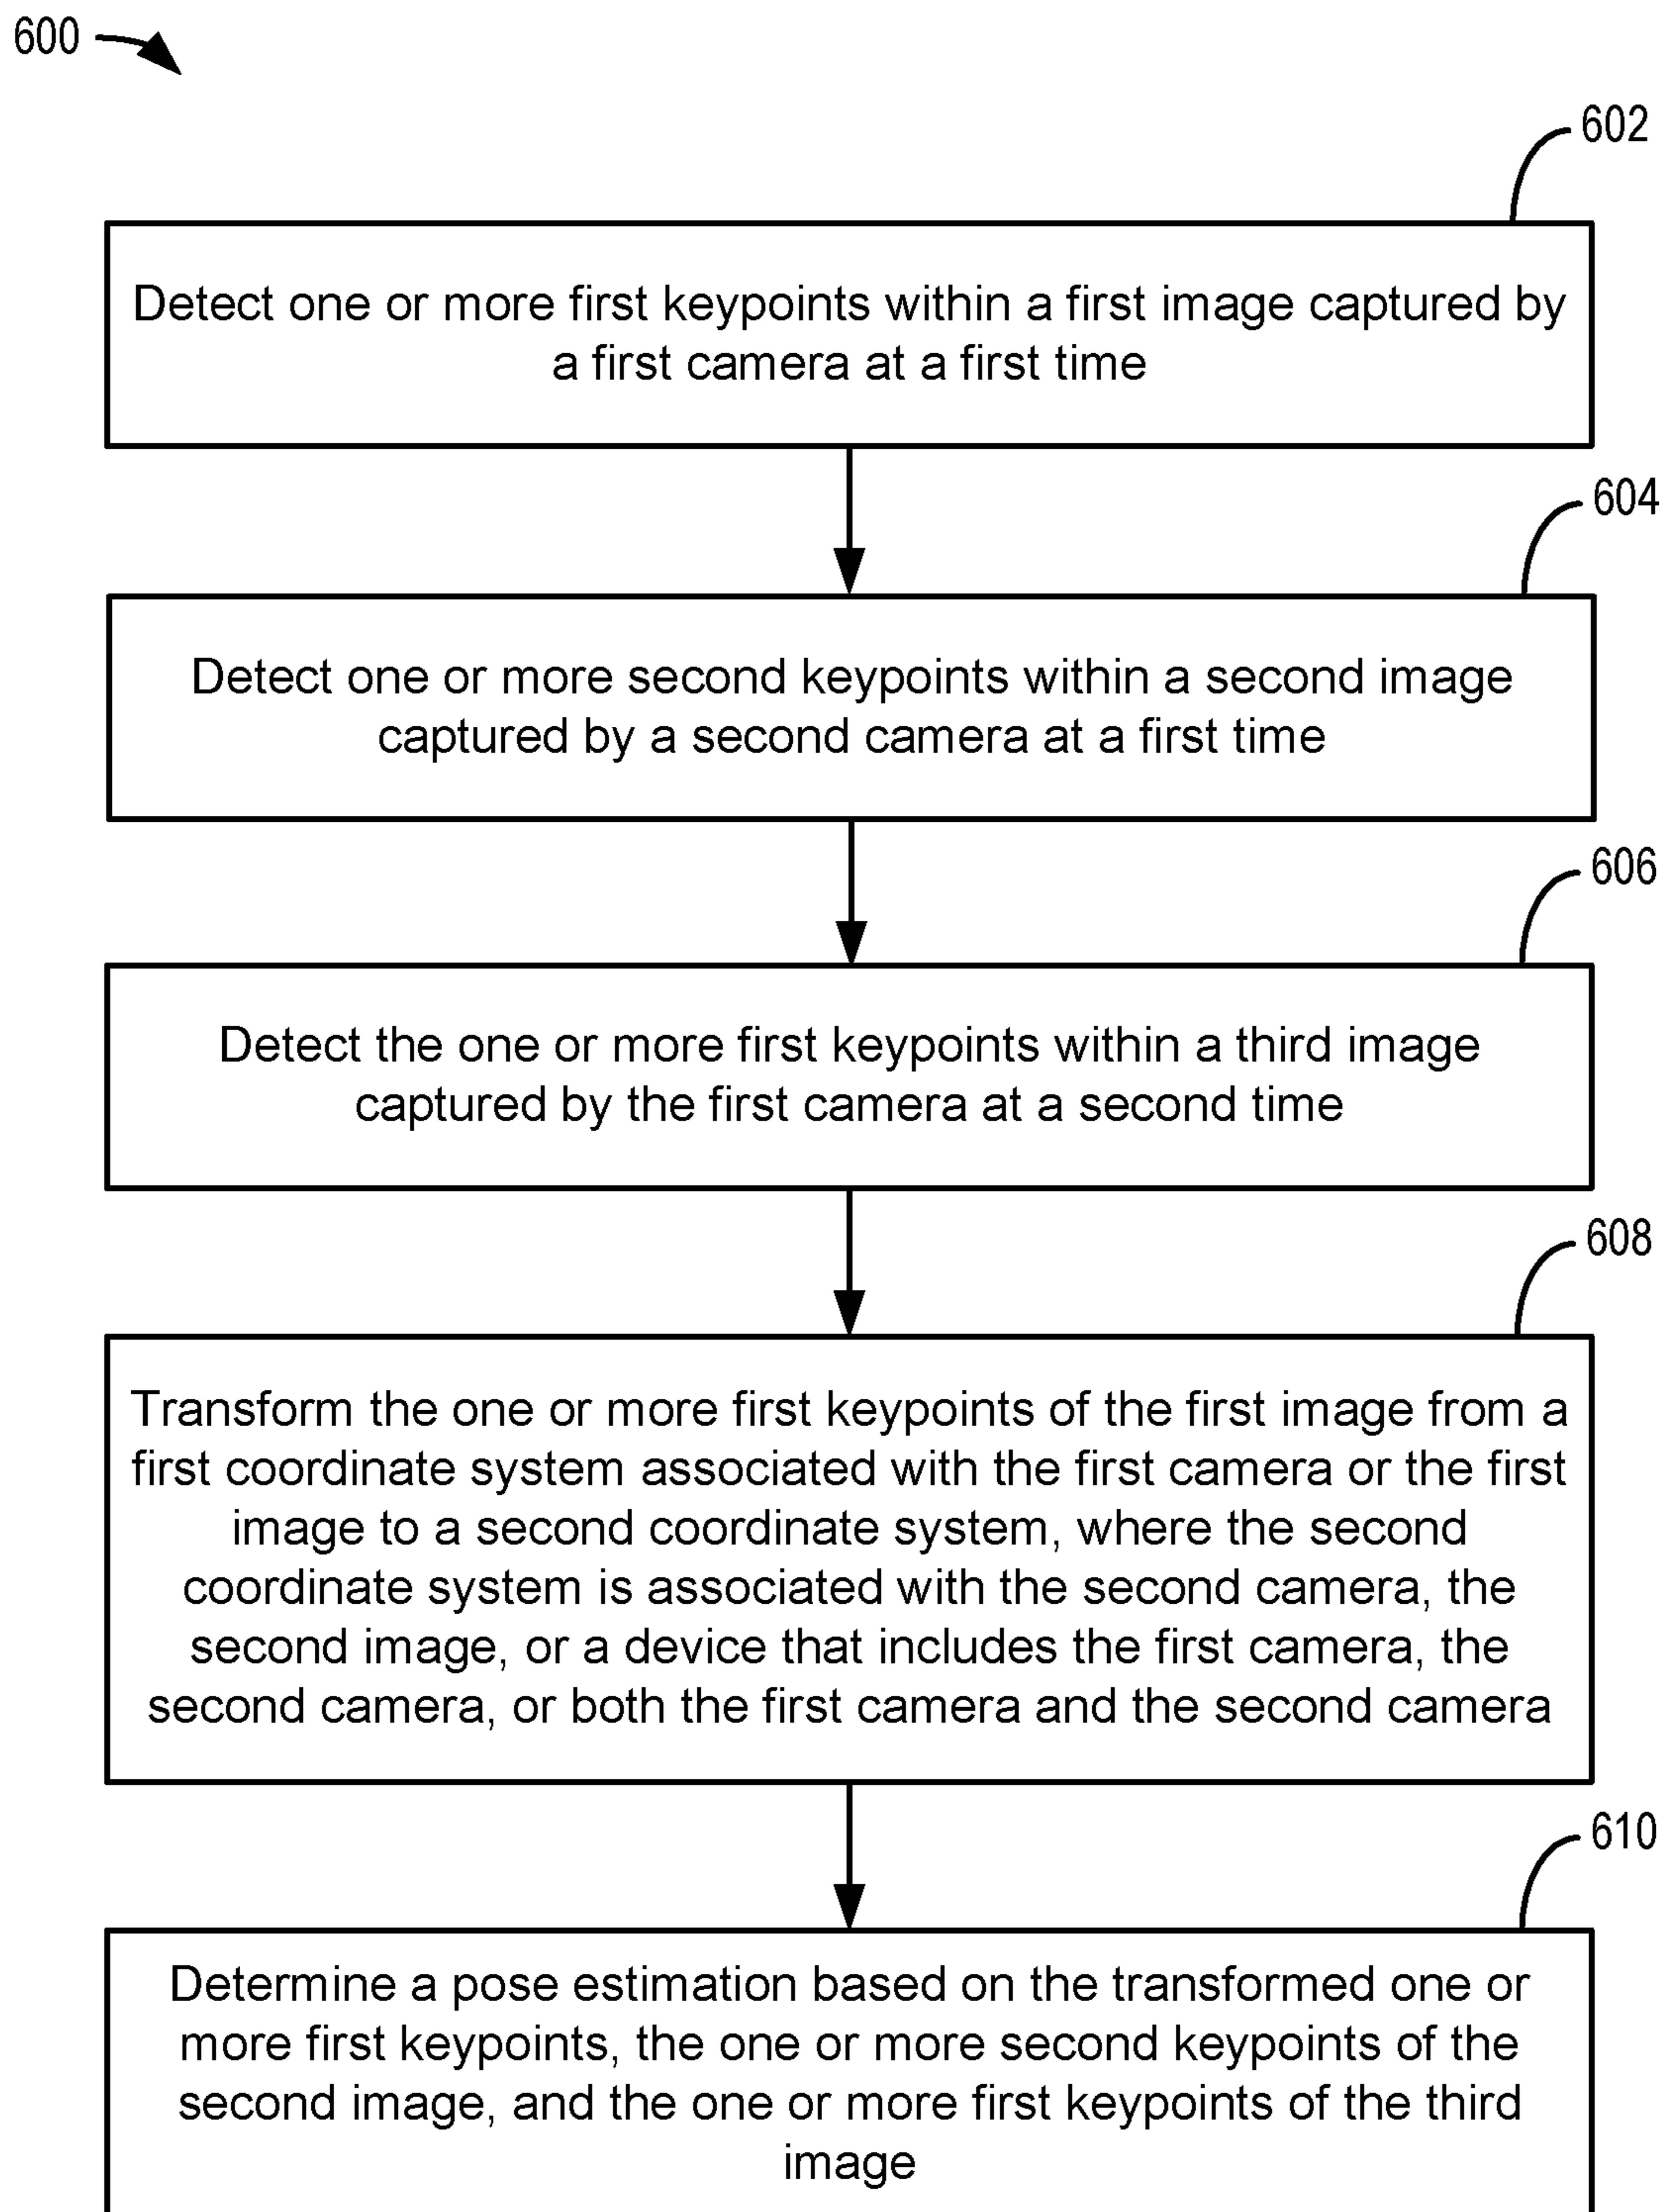 600
602
Detect one or more first keypoints within a first image captured by
a first camera at a first time
604
Detect one or more second keypoints within a second image
captured by a second camera at a first time
606
Detect the one or more first keypoints within a third image
captured by the first camera at a second time
608
Transform the one or more first keypoints of the first image from a
first coordinate system associated with the first camera or the first
image to a second coordinate system, where the second
coordinate system is associated with the second camera, the
second image, or a device that includes the first camera, the
second camera, or both the first camera and the second camera
610
Determine a pose estimation based on the transformed one or
more first keypoints, the one or more second keypoints of the
second image, and the one or more first keypoints of the third
image